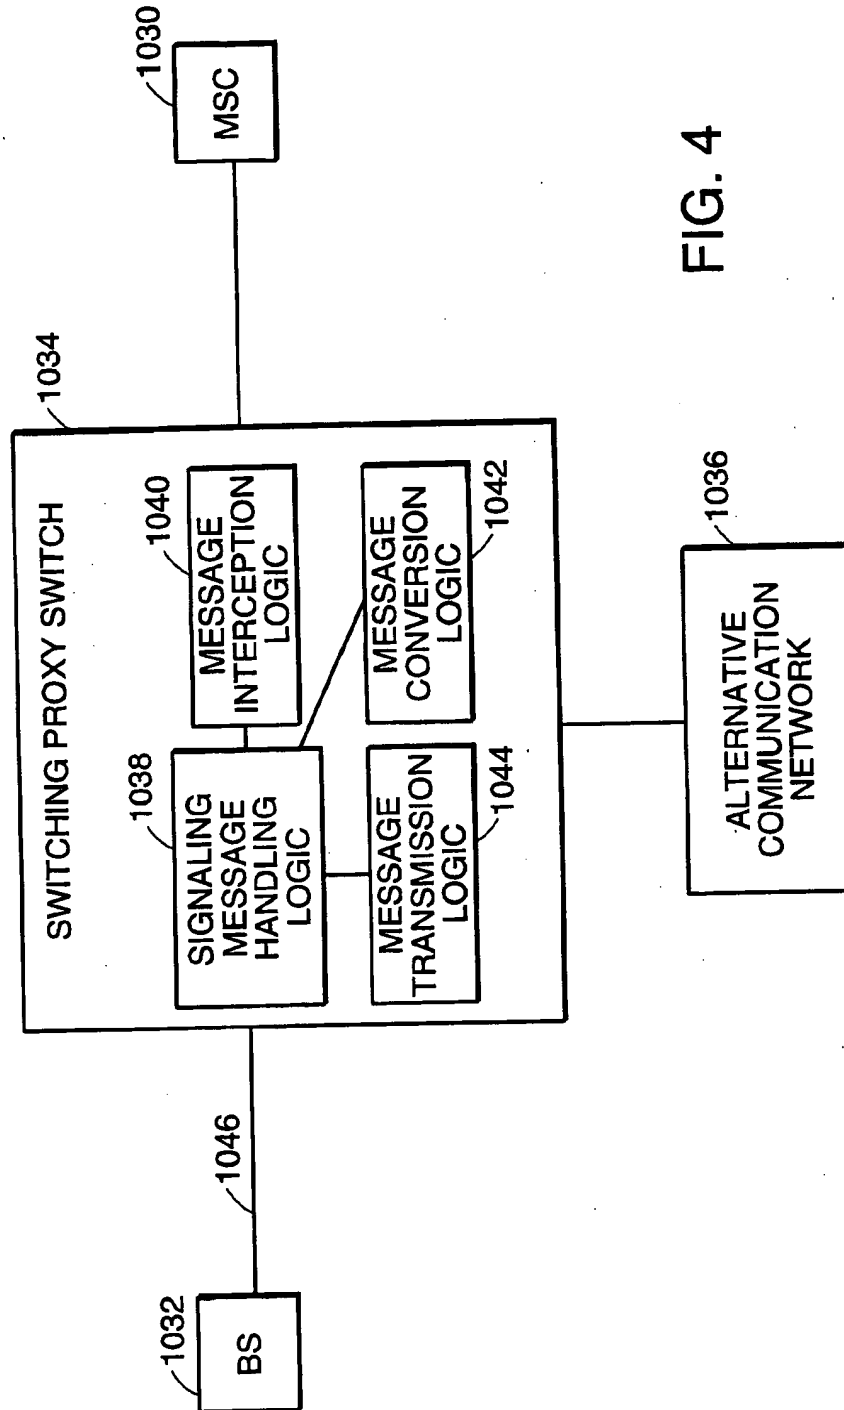 SWITCHING PROXY SWITCH
1034
1032
BS
1046
1038
SIGNALING
MESSAGE
HANDLING
LOGIC
1040
MESSAGE
INTERCEPTION
LOGIC
MESSAGE
TRANSMISSION
LOGIC
1044
MESSAGE
CONVERSION
LOGIC
1042
1030
MSC
1036
ALTERNATIVE
COMMUNICATION
NETWORK
FIG. 4